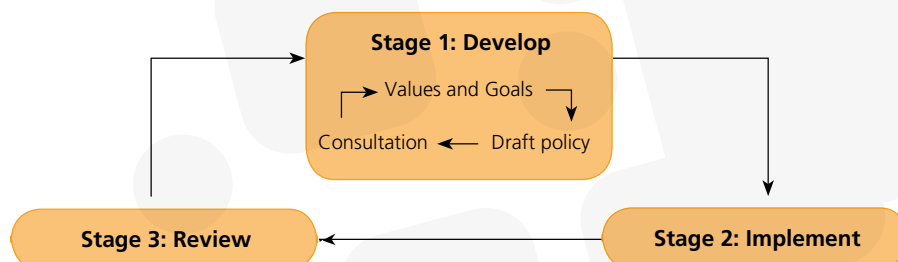 Stage 1: Develop
Values and Goals
Consultation
Draft policy
Stage 3: Review
Stage 2: Implement